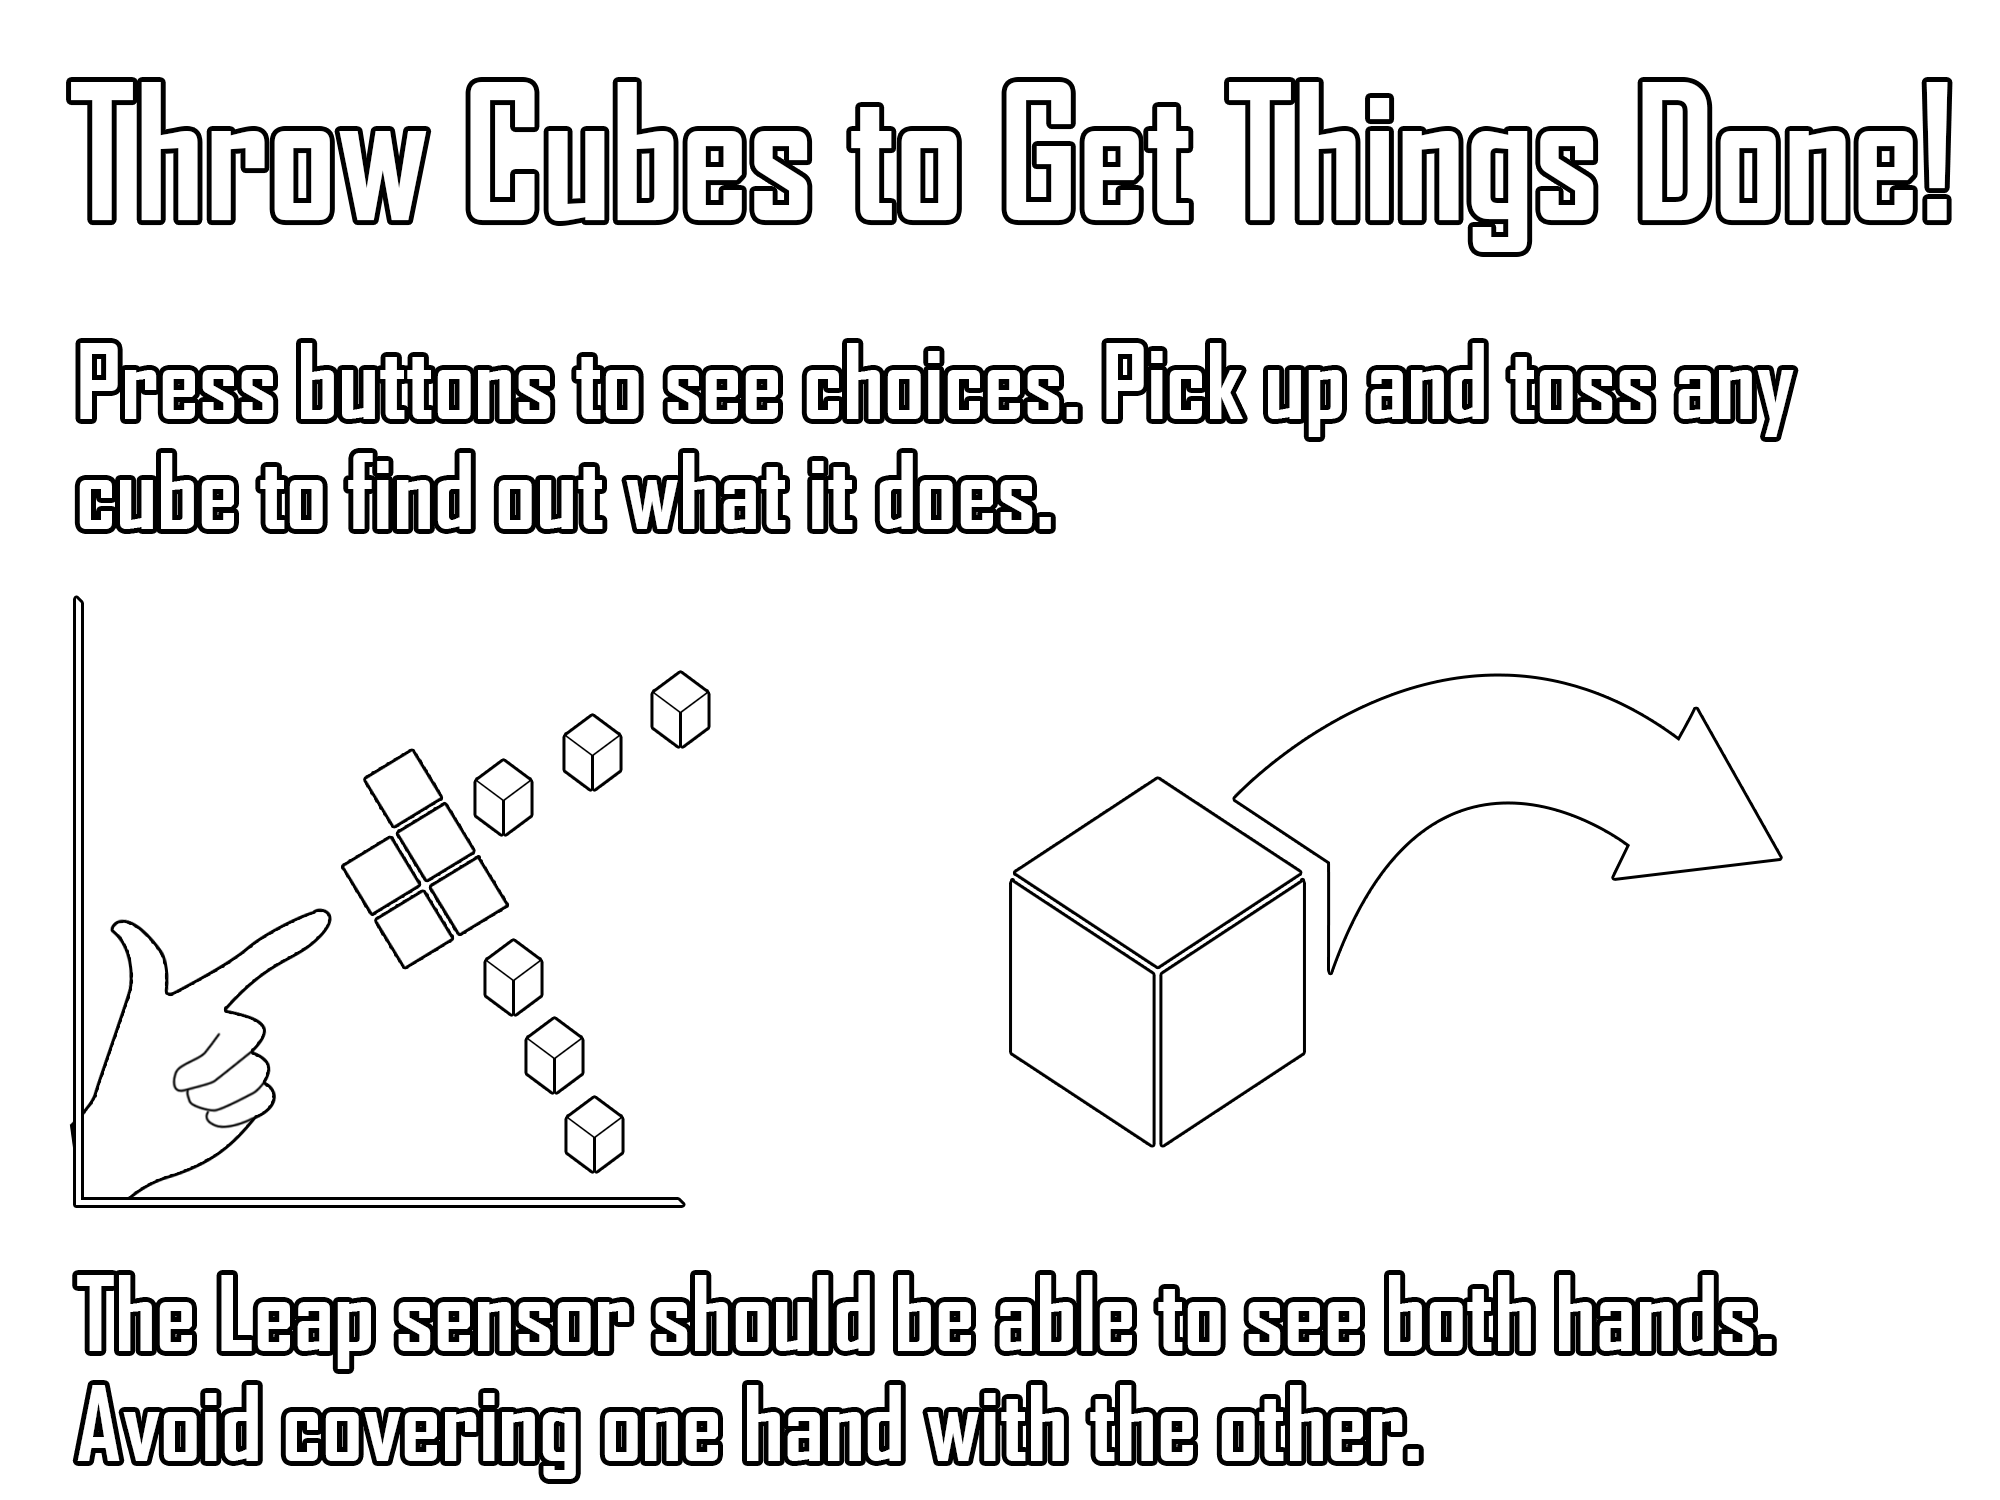 Throw Cubes to Get Things Done!
Press buttons to see choices. Pick up and toss any
cube to find out what it does.
The Leap sensor should be able to see both hands.
Avoid covering one hand with the other.